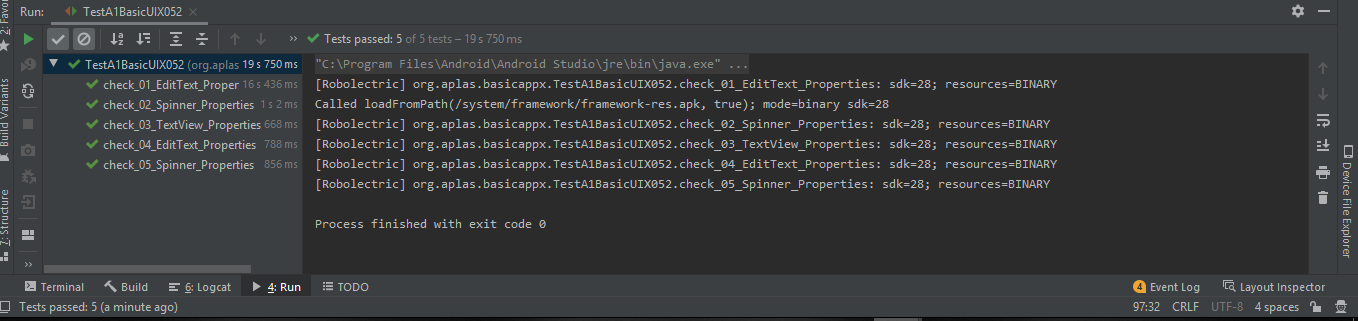 Run: TestA1BasicUIX052
Tests passed: 5 of 5 tests – 19 s 750 ms
TestA1BasicUIX052 (org.aplas 19 s 750 ms
check_01_EditText_Proper 16 s 436 ms
check_02_Spinner_Properties 1 s 2 ms
check_03_TextView_Properties 668 ms
check_04_EditText_Properties 788 ms
check_05_Spinner_Properties 856 ms
"C:\Program Files\Android\Android Studio\jre\bin\java.exe" ...
[Robolectric] org.aplas.basicappx.TestA1BasicUIX052.check_01_EditText_Properties: sdk=28; resources=BINARY
Called loadFromPath(/system/framework/framework-res.apk, true); mode=binary sdk=28
[Robolectric] org.aplas.basicappx.TestA1BasicUIX052.check_02_Spinner_Properties: sdk=28; resources=BINARY
[Robolectric] org.aplas.basicappx.TestA1BasicUIX052.check_03_TextView_Properties: sdk=28; resources=BINARY
[Robolectric] org.aplas.basicappx.TestA1BasicUIX052.check_04_EditText_Properties: sdk=28; resources=BINARY
[Robolectric] org.aplas.basicappx.TestA1BasicUIX052.check_05_Spinner_Properties: sdk=28; resources=BINARY
Process finished with exit code 0
2: Favor
Build Variants
7: Structure
Device File Explorer
Terminal Build 6: Logcat 4: Run TODO 4 Event Log Layout Inspector
Tests passed: 5 (a minute ago) 97:32 CRLF UTF-8 4 spaces